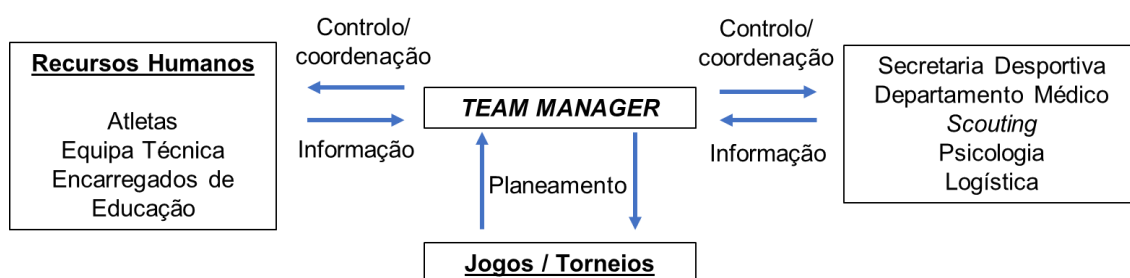 Recursos Humanos
Atletas
Equipa Técnica
Encarregados de
Educação
Controlo/
coordenação
Informação
TEAM MANAGER
Planeamento
Jogos / Torneios
Controlo/
coordenação
Informação
Secretaria Desportiva
Departamento Médico
Scouting
Psicologia
Logística